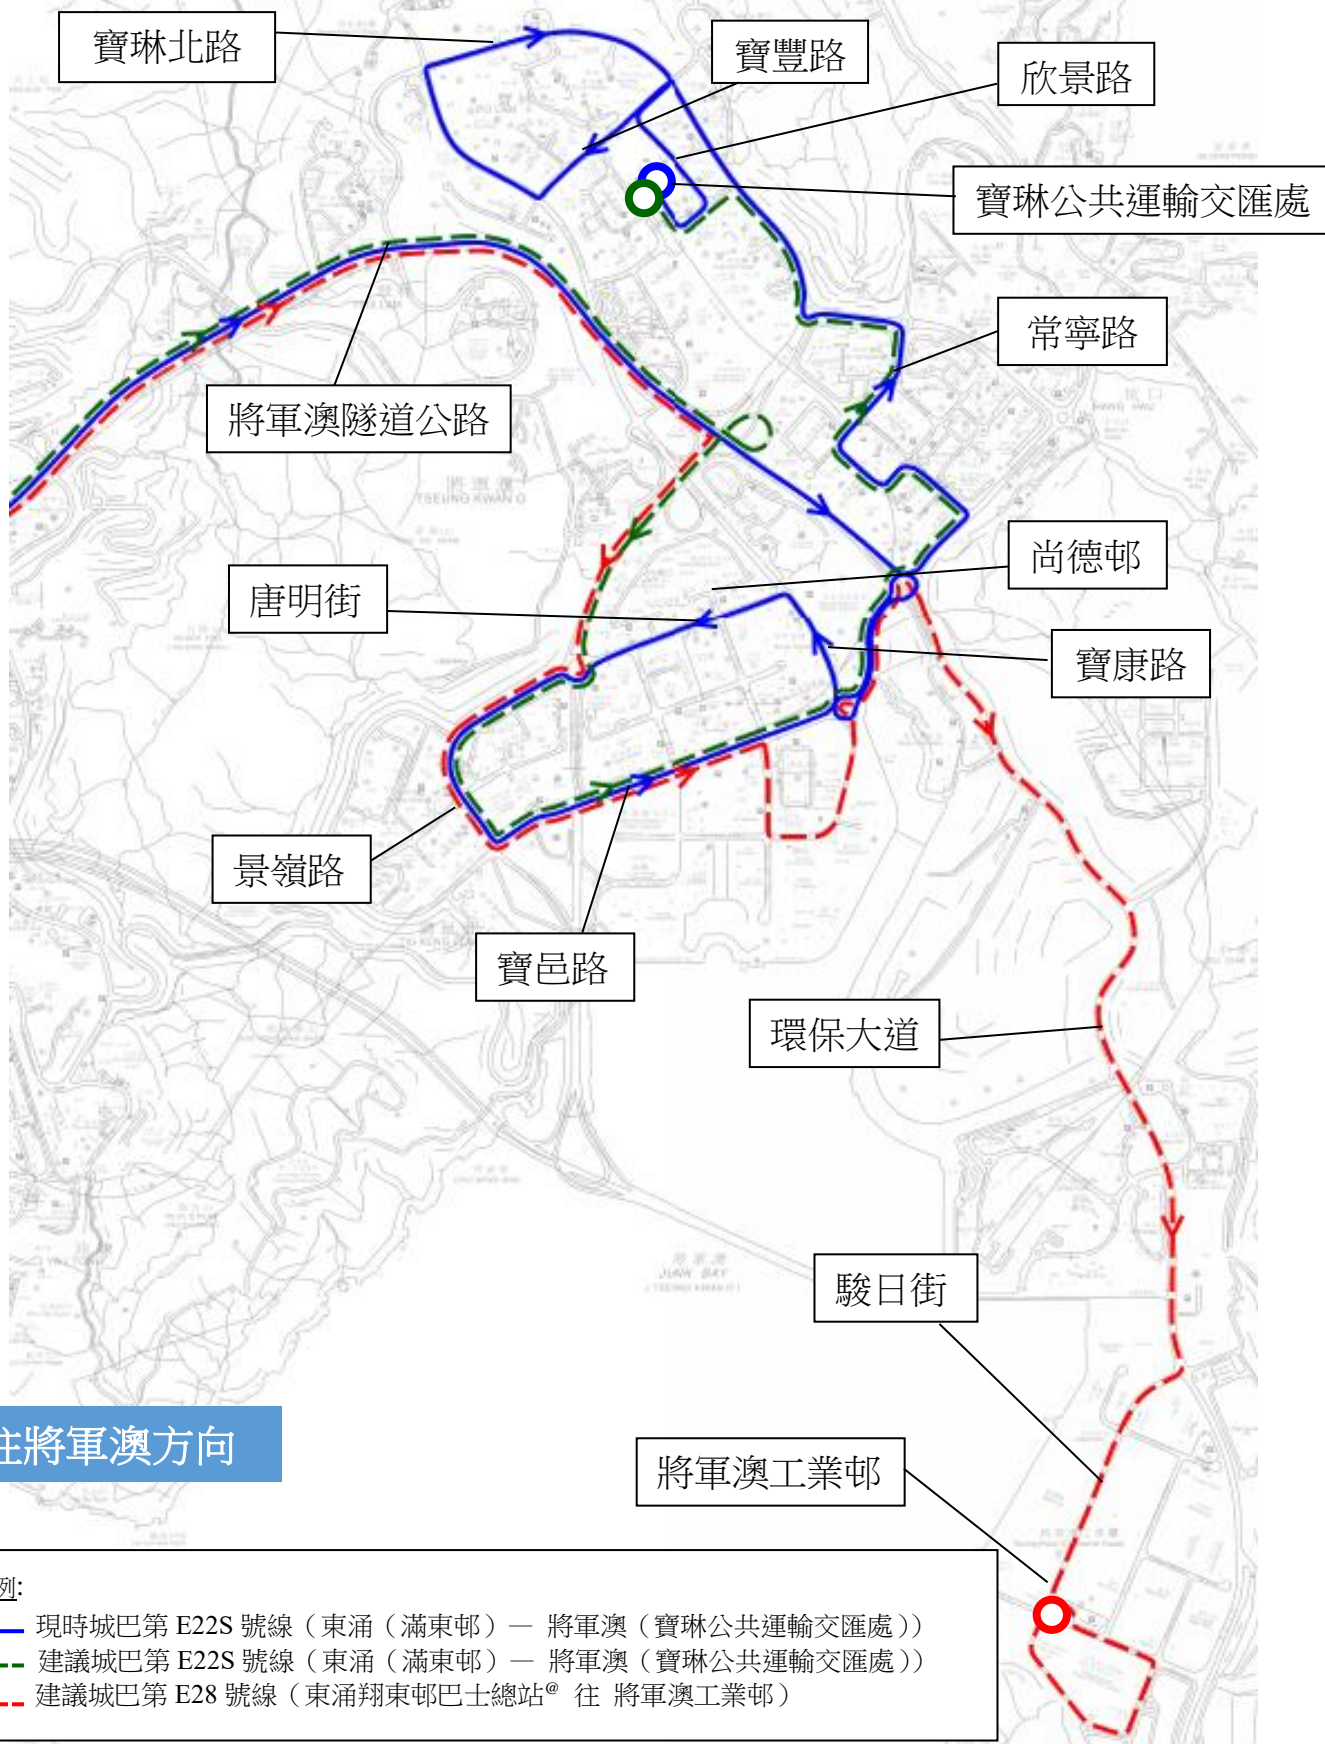 寶琳北路
寶豐路
欣景路
寶琳公共運輸交匯處
常寧路
將軍澳隧道公路
TSEUNG KWAN O
尚德邨
唐明街
寶康路
景嶺路
寶邑路
環保大道
JUNK BAY
駿日街
往將軍澳方向
將軍澳工業邨
例:
現時城巴第 E22S 號線（東涌（滿東邨）— 將軍澳（寶琳公共運輸交匯處））
建議城巴第 E22S 號線（東涌（滿東邨）— 將軍澳（寶琳公共運輸交匯處））
建議城巴第 E28 號線（東涌翔東邨巴士總站@ 往 將軍澳工業邨）